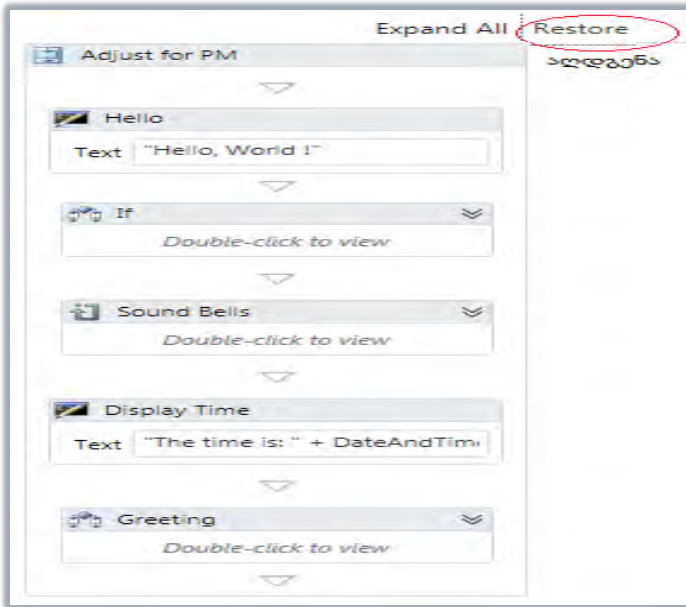 Expand All Restore
Adjust for PM აღდგენა
Hello
Text "Hello, World !"
If
Double-click to view
Sound Bells
Double-click to view
Display Time
Text "The time is: " + DateAndTim
Greeting
Double-click to view